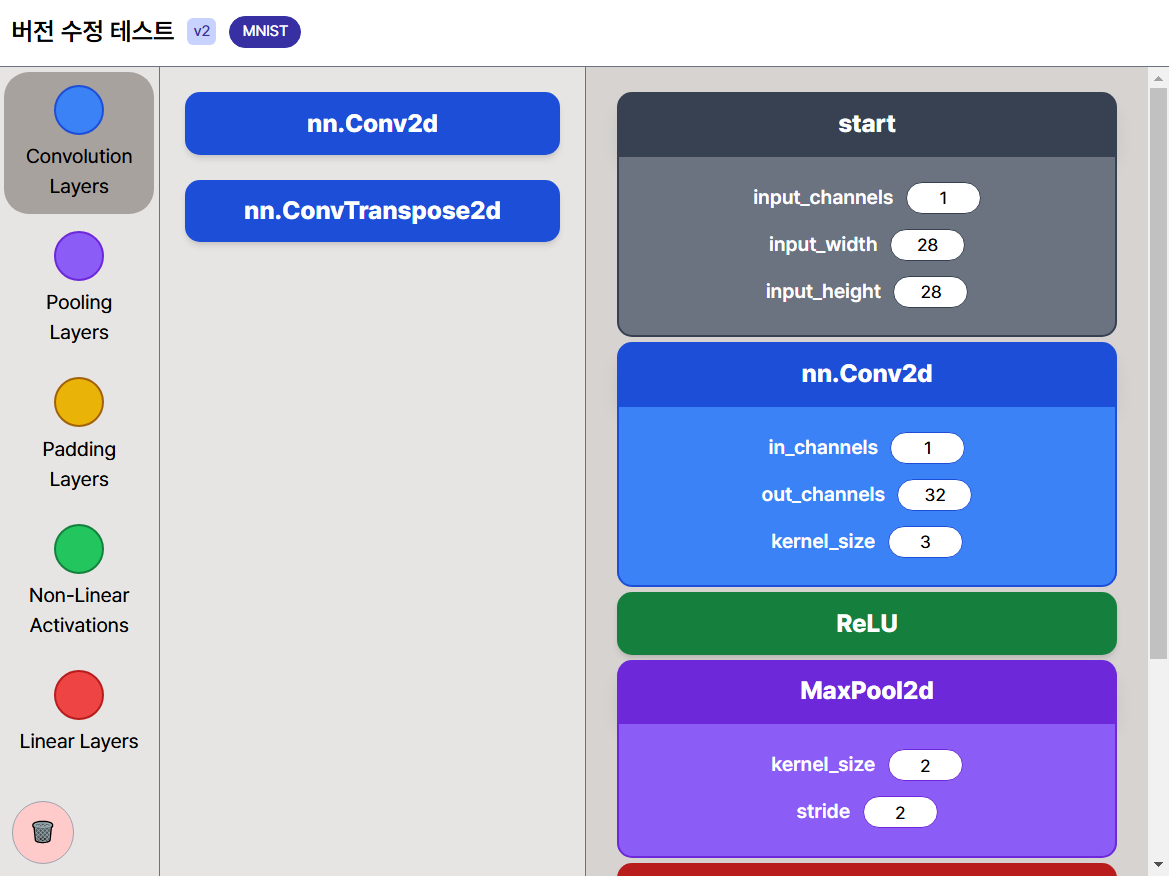 버전 수정 테스트 v2 MNIST
Convolution
Layers
Pooling
Layers
Padding
Layers
Non-Linear
Activations
Linear Layers
nn.Conv2d
nn.ConvTranspose2d
start
input_channels 1
input_width 28
input_height 28
nn.Conv2d
in_channels 1
out_channels 32
kernel_size 3
ReLU
MaxPool2d
kernel_size 2
stride 2